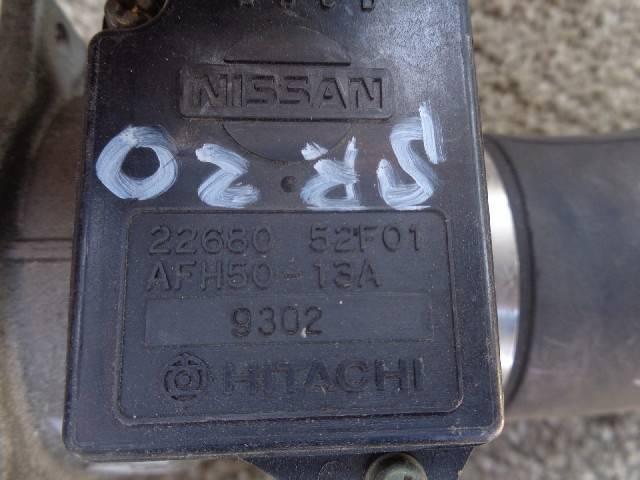 NISSAN
SR20
22680 52F01
AFH50-13A
9302
HITACHI